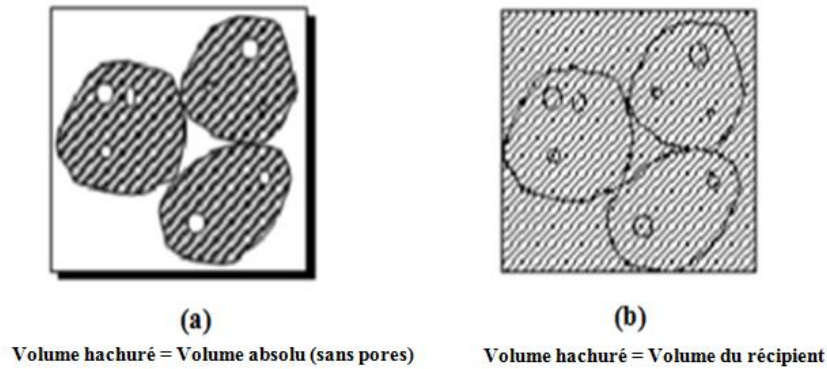 (a)
Volume hachuré = Volume absolu (sans pores)
(b)
Volume hachuré = Volume du récipient